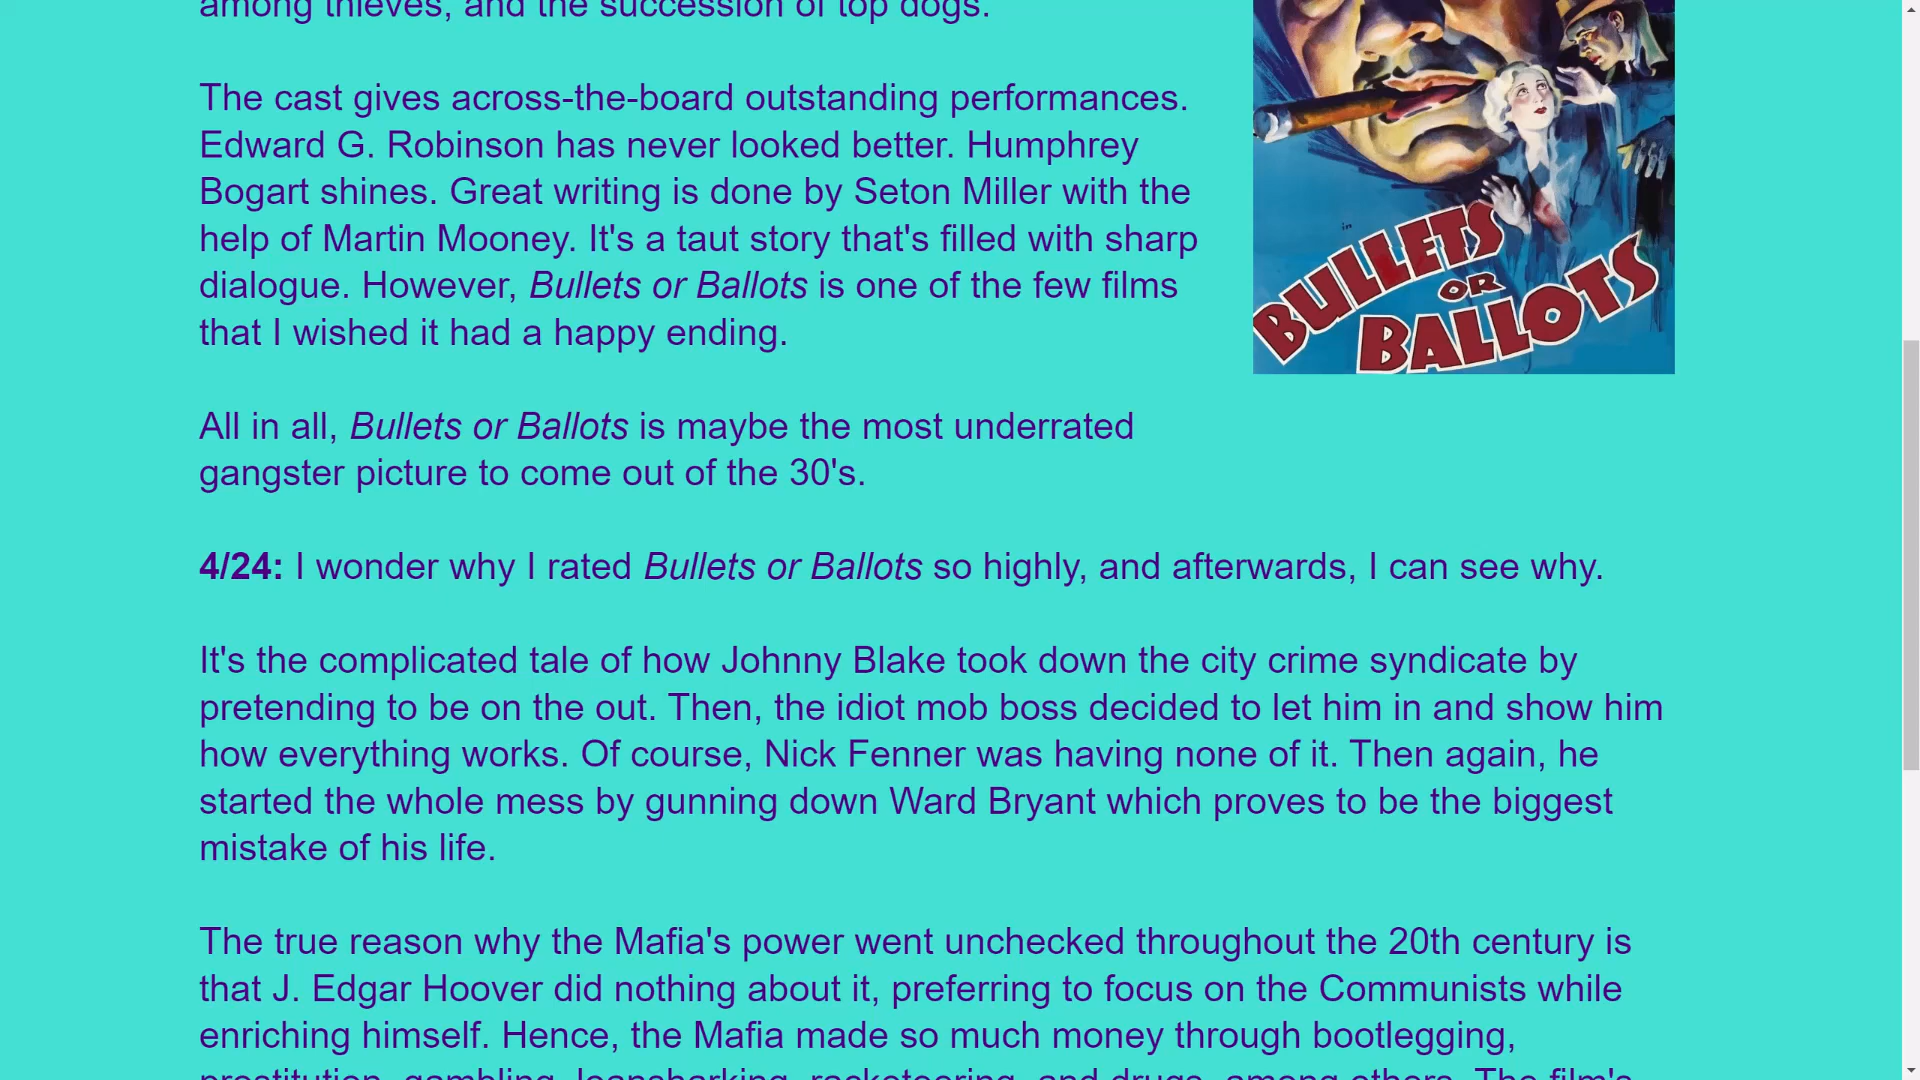 among thieves, and the succession of top dogs.
The cast gives across-the-board outstanding performances.
Edward G. Robinson has never looked better. Humphrey
Bogart shines. Great writing is done by Seton Miller with the
help of Martin Mooney. It's a taut story that's filled with sharp
dialogue. However, Bullets or Ballots is one of the few films
that I wished it had a happy ending.
in
BULLETS
OR
BALLOTS
All in all, Bullets or Ballots is maybe the most underrated
gangster picture to come out of the 30's.
4/24: I wonder why I rated Bullets or Ballots so highly, and afterwards, I can see why.
It's the complicated tale of how Johnny Blake took down the city crime syndicate by
pretending to be on the out. Then, the idiot mob boss decided to let him in and show him
how everything works. Of course, Nick Fenner was having none of it. Then again, he
started the whole mess by gunning down Ward Bryant which proves to be the biggest
mistake of his life.
The true reason why the Mafia's power went unchecked throughout the 20th century is
that J. Edgar Hoover did nothing about it, preferring to focus on the Communists while
enriching himself. Hence, the Mafia made so much money through bootlegging,
prostitution, gambling, loansharking, racketeering, and drugs, among others. The film's